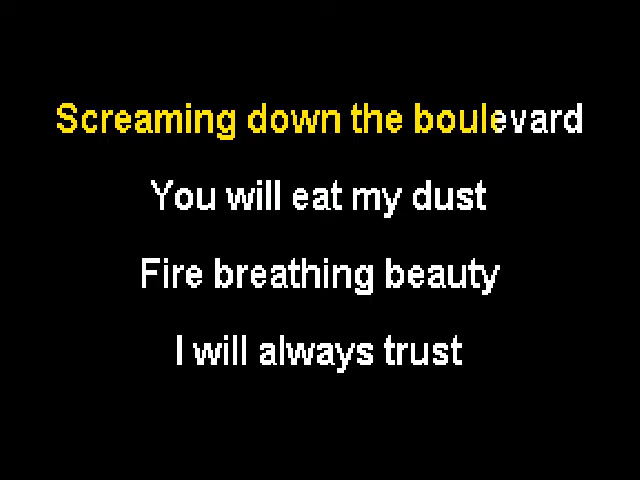 Screaming down the boulevard
You will eat my dust
Fire breathing beauty
I will always trust